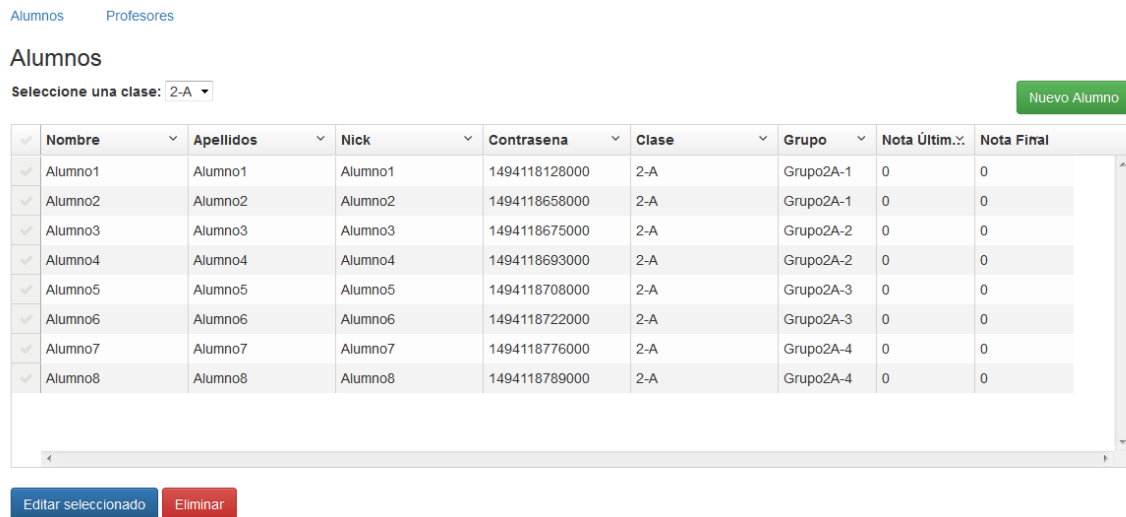 Alumnos Profesores
Alumnos
Seleccione una clase: 2-A
Nuevo Alumno
Nombre Apellidos Nick Contrasena Clase Grupo Nota Últim... Nota Final
Alumno1 Alumno1 Alumno1 1494118128000 2-A Grupo2A-1 0 0
Alumno2 Alumno2 Alumno2 1494118658000 2-A Grupo2A-1 0 0
Alumno3 Alumno3 Alumno3 1494118675000 2-A Grupo2A-2 0 0
Alumno4 Alumno4 Alumno4 1494118693000 2-A Grupo2A-2 0 0
Alumno5 Alumno5 Alumno5 1494118708000 2-A Grupo2A-3 0 0
Alumno6 Alumno6 Alumno6 1494118722000 2-A Grupo2A-3 0 0
Alumno7 Alumno7 Alumno7 1494118776000 2-A Grupo2A-4 0 0
Alumno8 Alumno8 Alumno8 1494118789000 2-A Grupo2A-4 0 0
Editar seleccionado Eliminar